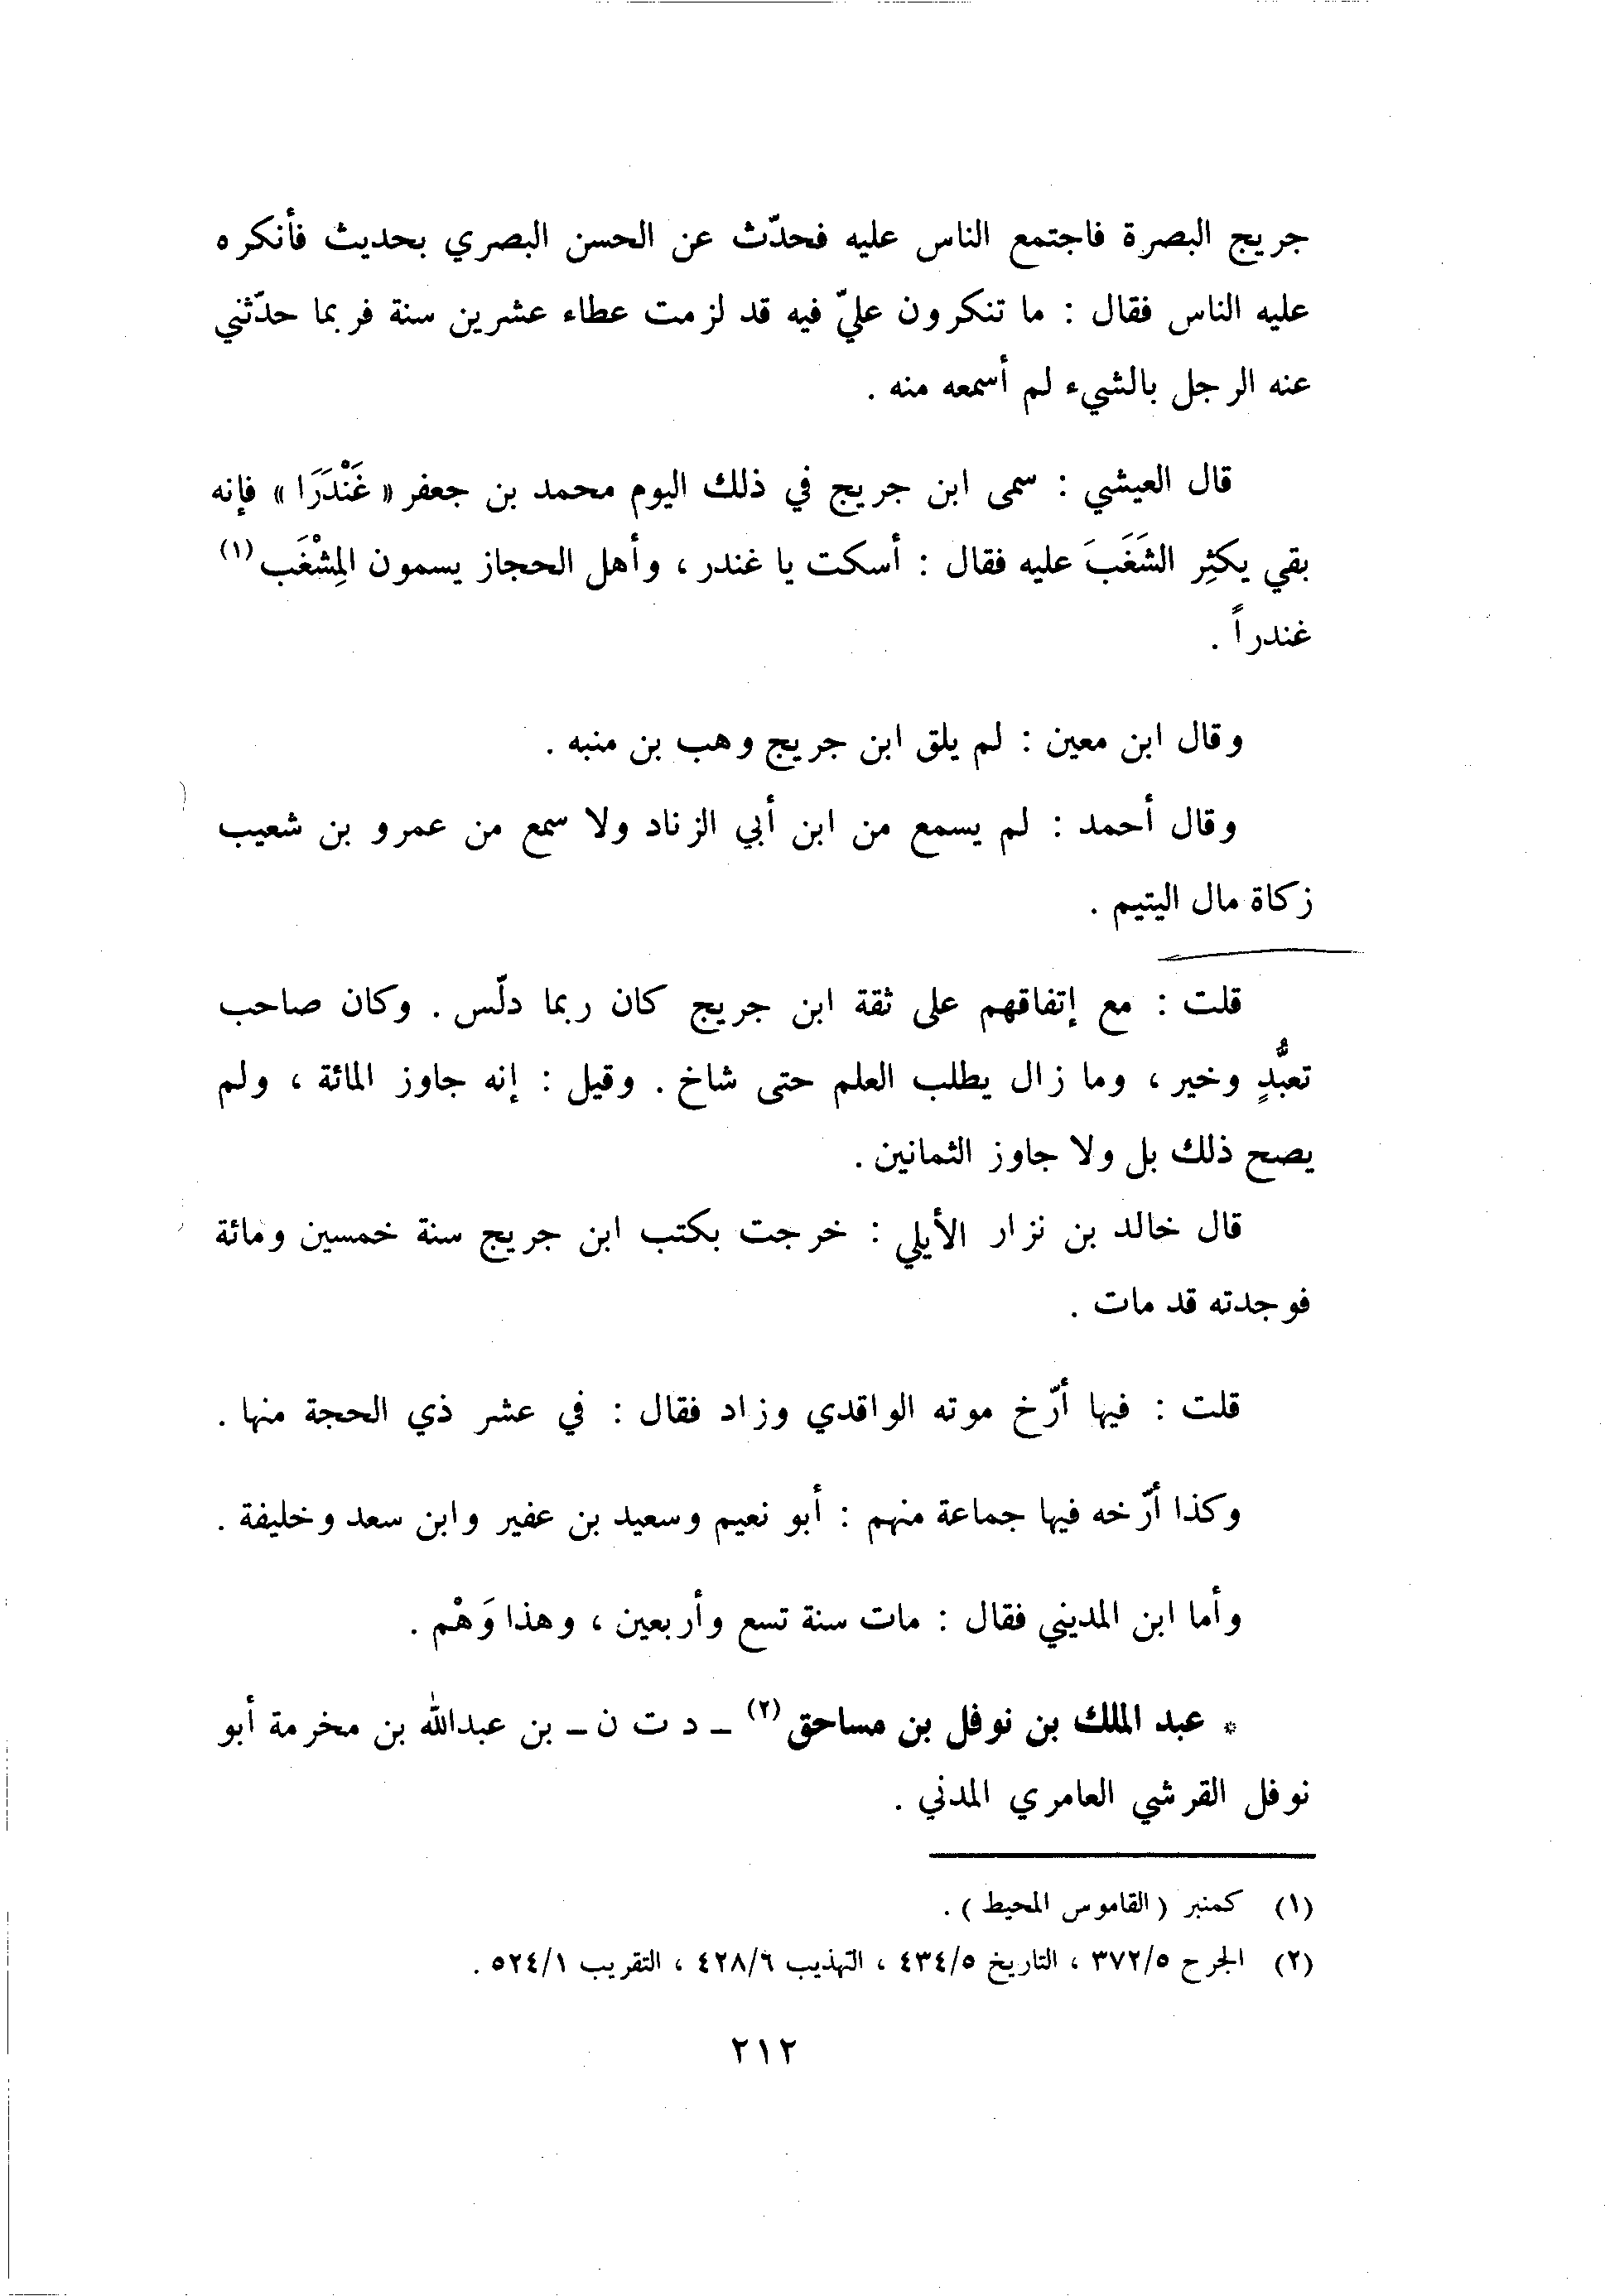 جريج البصرة فاجتمع الناس عليه فحدّث عن الحسن البصري بحديث فأنكره
عليه الناس فقال : ما تنكرون عليّ فيه قد لزمت عطاء عشرين سنة فربما حدّثني
عنه الرجل بالشيء لم أسمعه منه .
قال العيشي : سمى ابن جريج في ذلك اليوم محمد بن جعفر « غَنْدَرَا » فإنه
بقي يكثِر الشَغَبَ عليه فقال : أسكت يا غندر ، وأهل الحجاز يسمون المِشْغَب (١)
غندراً .
وقال ابن معين : لم يلق ابن جريج وهب بن منبه .
وقال أحمد : لم يسمع من ابن أبي الزناد ولا سمع من عمرو بن شعيب
زكاة مال اليتيم .
قلت : مع إتفاقهم على ثقة ابن جريج كان ربما دلّس . وكان صاحب
تعبُّدٍ وخير ، وما زال يطلب العلم حتى شاخ . وقيل : إنه جاوز المائة ، ولم
يصح ذلك بل ولا جاوز الثمانين .
قال خالد بن نزار الأيلي : خرجت بكتب ابن جريج سنة خمسين ومائة
فوجدته قد مات .
قلت : فيها أرّخ موته الواقدي وزاد فقال : في عشر ذي الحجة منها .
وكذا أرّخه فيها جماعة منهم : أبو نعيم وسعيد بن عفير وابن سعد وخليفة .
وأما ابن المديني فقال : مات سنة تسع وأربعين ، وهذا وَهْم .
* عبد الملك بن نوفل بن مساحق (٢) ــ د ت ن ــ بن عبدالله بن مخرمة أبو
نوفل القرشي العامري المدني .
(١) كمنبر ( القاموس المحيط ) .
(٢) الجرح ٣٧٢/٥ ، التاريخ ٤٣٤/٥ ، التهذيب ٤٢٨/٦ ، التقريب ٥٢٤/١ .
٢١٢